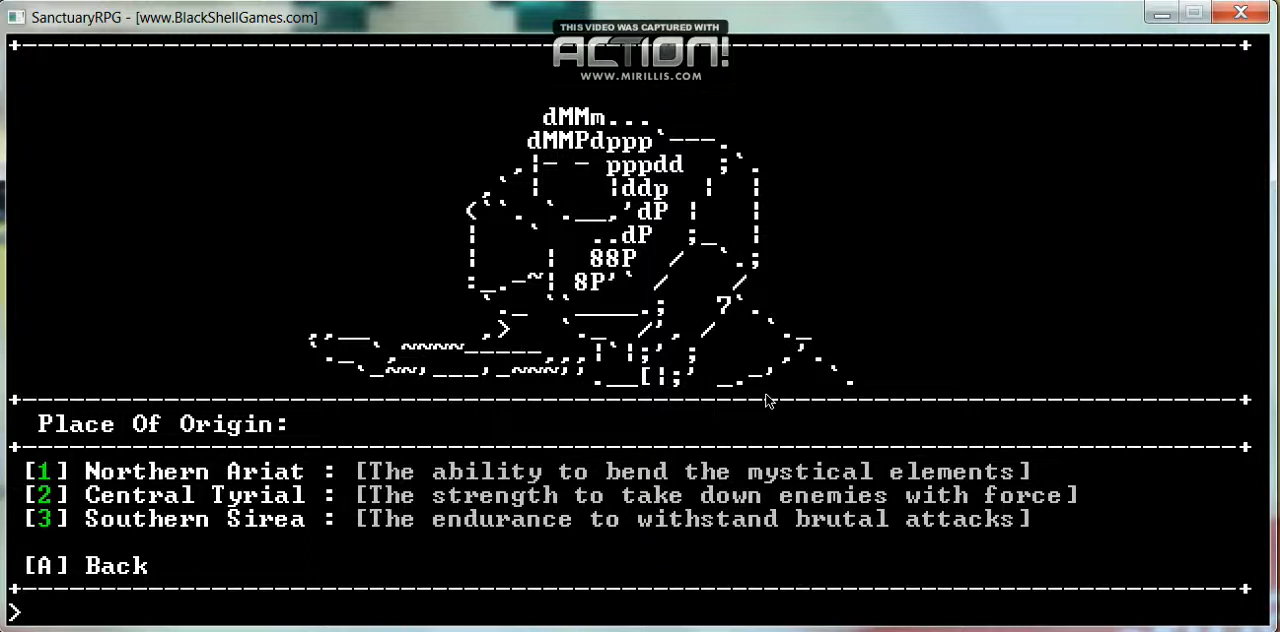 SanctuaryRPG - [www.BlackShellGames.com]
THIS VIDEO WAS CAPTURED WITH
ACTION!
WWW.MIRILLIS.COM
Place Of Origin:
[1] Northern Ariat : [The ability to bend the mystical elements]
[2] Central Tyrial : [The strength to take down enemies with force]
[3] Southern Sirea : [The endurance to withstand brutal attacks]
[A] Back
>